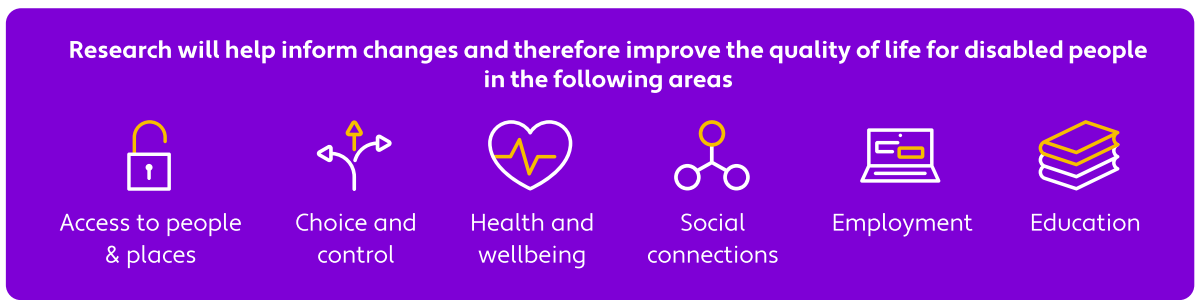 Research will help inform changes and therefore improve the quality of life for disabled people
in the following areas
Access to people
& places
Choice and
control
Health and
wellbeing
Social
connections
Employment
Education